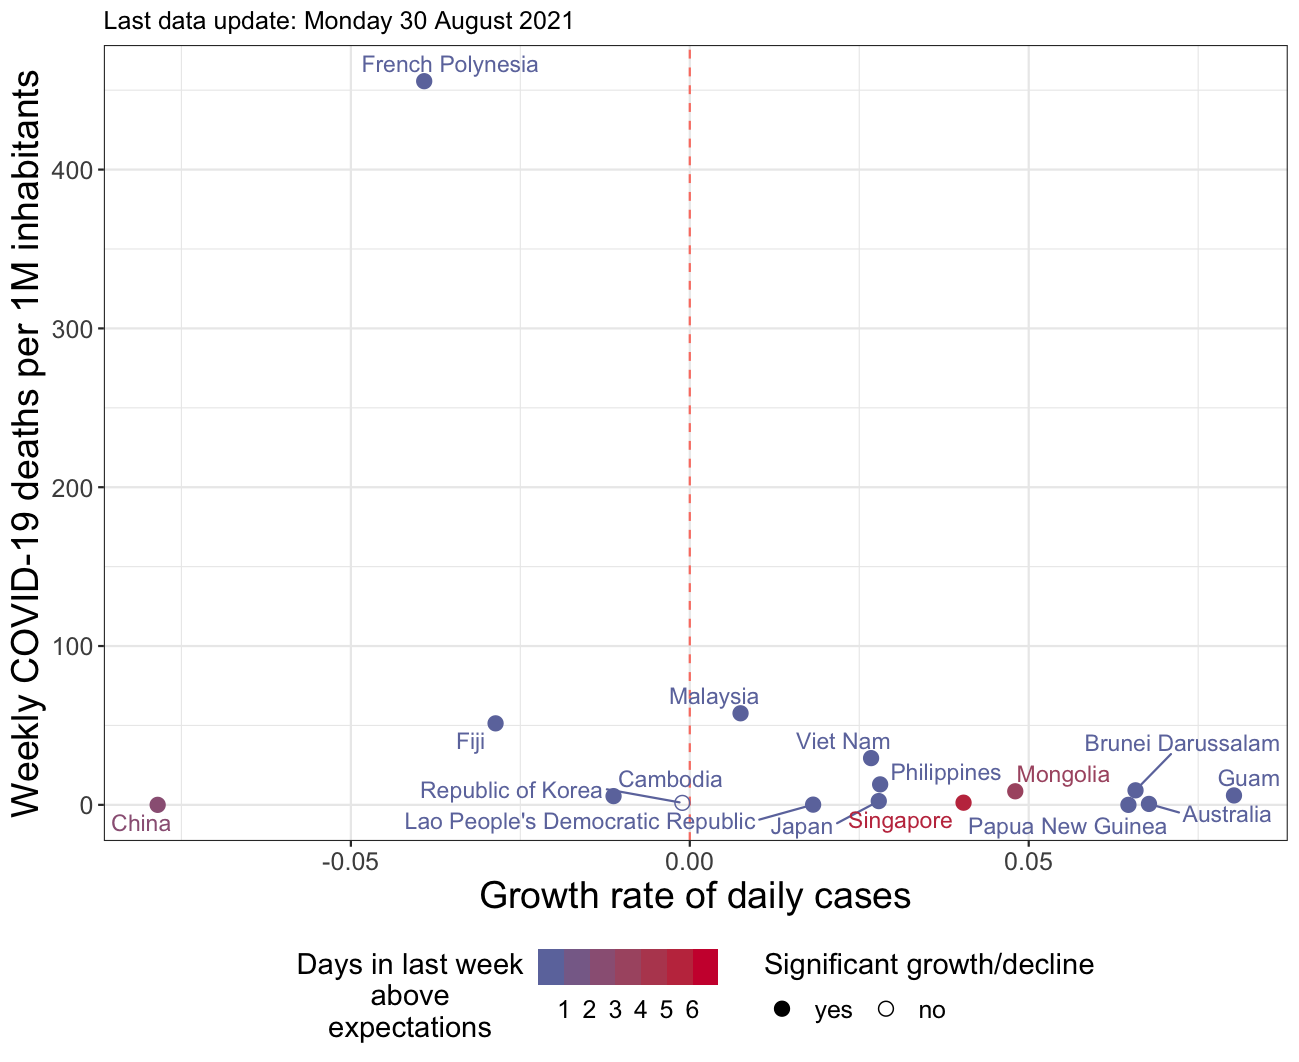 Last data update: Monday 30 August 2021
Weekly COVID-19 deaths per 1M inhabitants
400
300
200
100
0
French Polynesia
Malaysia
Fiji
Viet Nam
Brunei Darussalam
Philippines
Mongolia
Guam
Cambodia
Republic of Korea
China
Lao People's Democratic Republic
Japan
Singapore
Papua New Guinea
Australia
-0.05
0.00
0.05
Growth rate of daily cases
Days in last week
above
expectations
1 2 3 4 5 6
Significant growth/decline
yes no